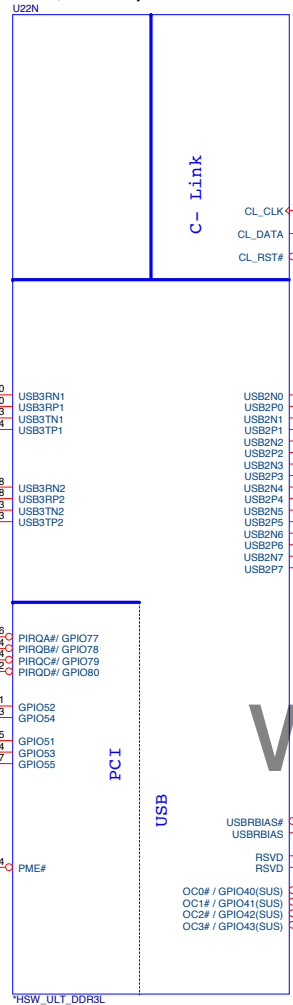 U22N
C- Link
CL_CLK
CL_DATA
CL_RST#
USB3RN1
USB3RP1
USB3TN1
USB3TP1
USB3RN2
USB3RP2
USB3TN2
USB3TP2
USB2N0
USB2P0
USB2N1
USB2P1
USB2N2
USB2P2
USB2N3
USB2P3
USB2N4
USB2P4
USB2N5
USB2P5
USB2N6
USB2P6
USB2N7
USB2P7
PIRQA#/ GPIO77
PIRQB#/ GPIO78
PIRQC#/ GPIO79
PIRQD#/ GPIO80
GPIO52
GPIO54
GPIO51
GPIO53
GPIO55
PME#
PCI
USB
USBRBIAS#
USBRBIAS
RSVD
RSVD
OC0# / GPIO40(SUS)
OC1# / GPIO41(SUS)
OC2# / GPIO42(SUS)
OC3# / GPIO43(SUS)
*HSW_ULT_DDR3L